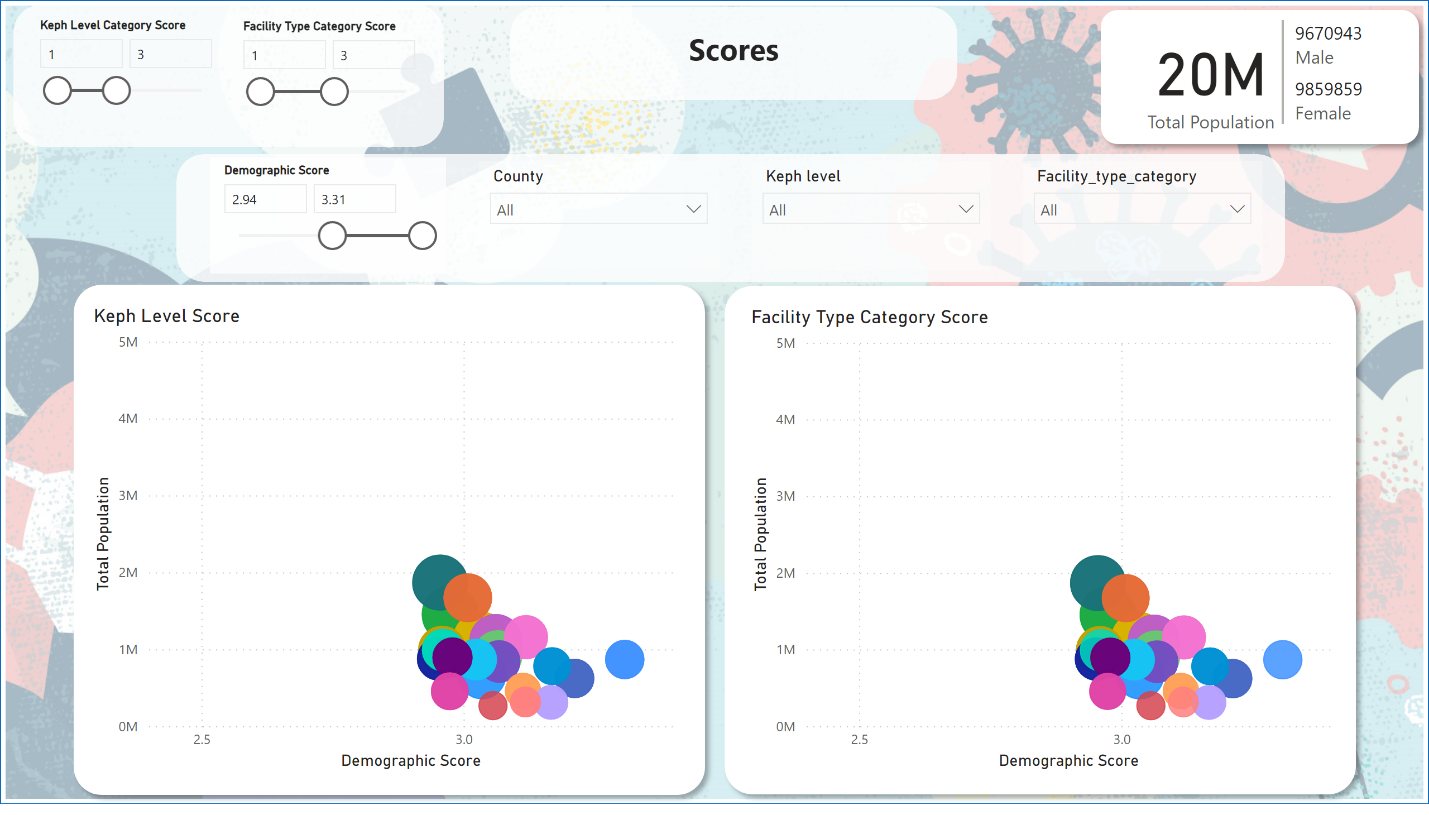 Keph Level Category Score
1
3
Facility Type Category Score
1
3
Scores
20M
Total Population
9670943
Male
9859859
Female
Demographic Score
2.94
3.31
County
All
Keph level
All
Facility_type_category
All
Keph Level Score
5M
4M
3M
2M
1M
0M
Total Population
2.5
3.0
Demographic Score
Facility Type Category Score
5M
4M
3M
2M
1M
0M
Total Population
2.5
3.0
Demographic Score